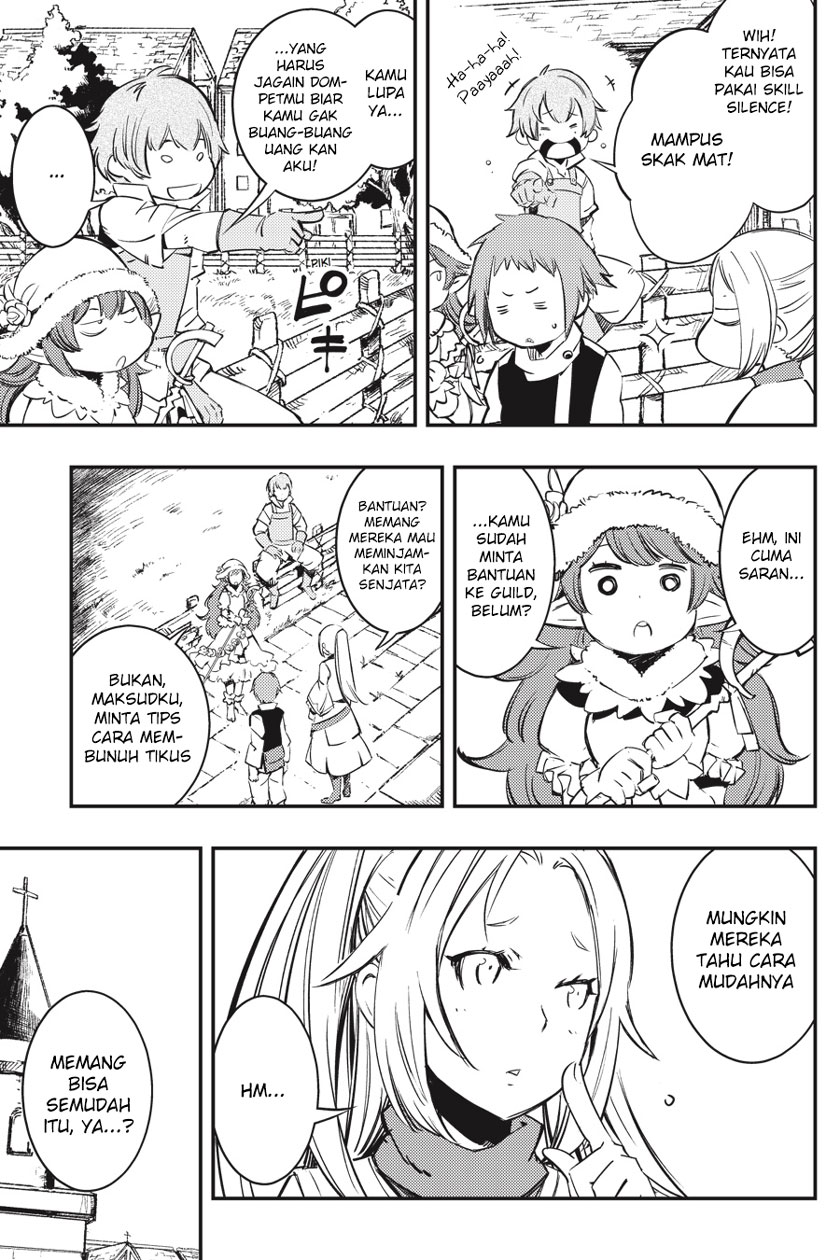 WIH!
TERNYATA
KAU BISA
PAKAI SKILL
SILENCE!
MAMPUS
SKAK MAT!
Ha-ha-ha!
Paayaaah!
KAMU
LUPA
YA...
...YANG
HARUS
JAGAIN DOM-
PETMU BIAR
KAMU GAK
BUANG-BUANG
UANG KAN
AKU!
...
PIKI
ピキ
EHM, INI
CUMA
SARAN...
...KAMU
SUDAH
MINTA
BANTUAN
KE GUILD,
BELUM?
BANTUAN?
MEMANG
MEREKA MAU
MEMINJAM-
KAN KITA
SENJATA?
BUKAN,
MAKSUDKU,
MINTA TIPS
CARA MEM-
BUNUH TIKUS
MUNGKIN
MEREKA
TAHU CARA
MUDAHNYA
HM...
MEMANG
BISA
SEMUDAH
ITU, YA...?